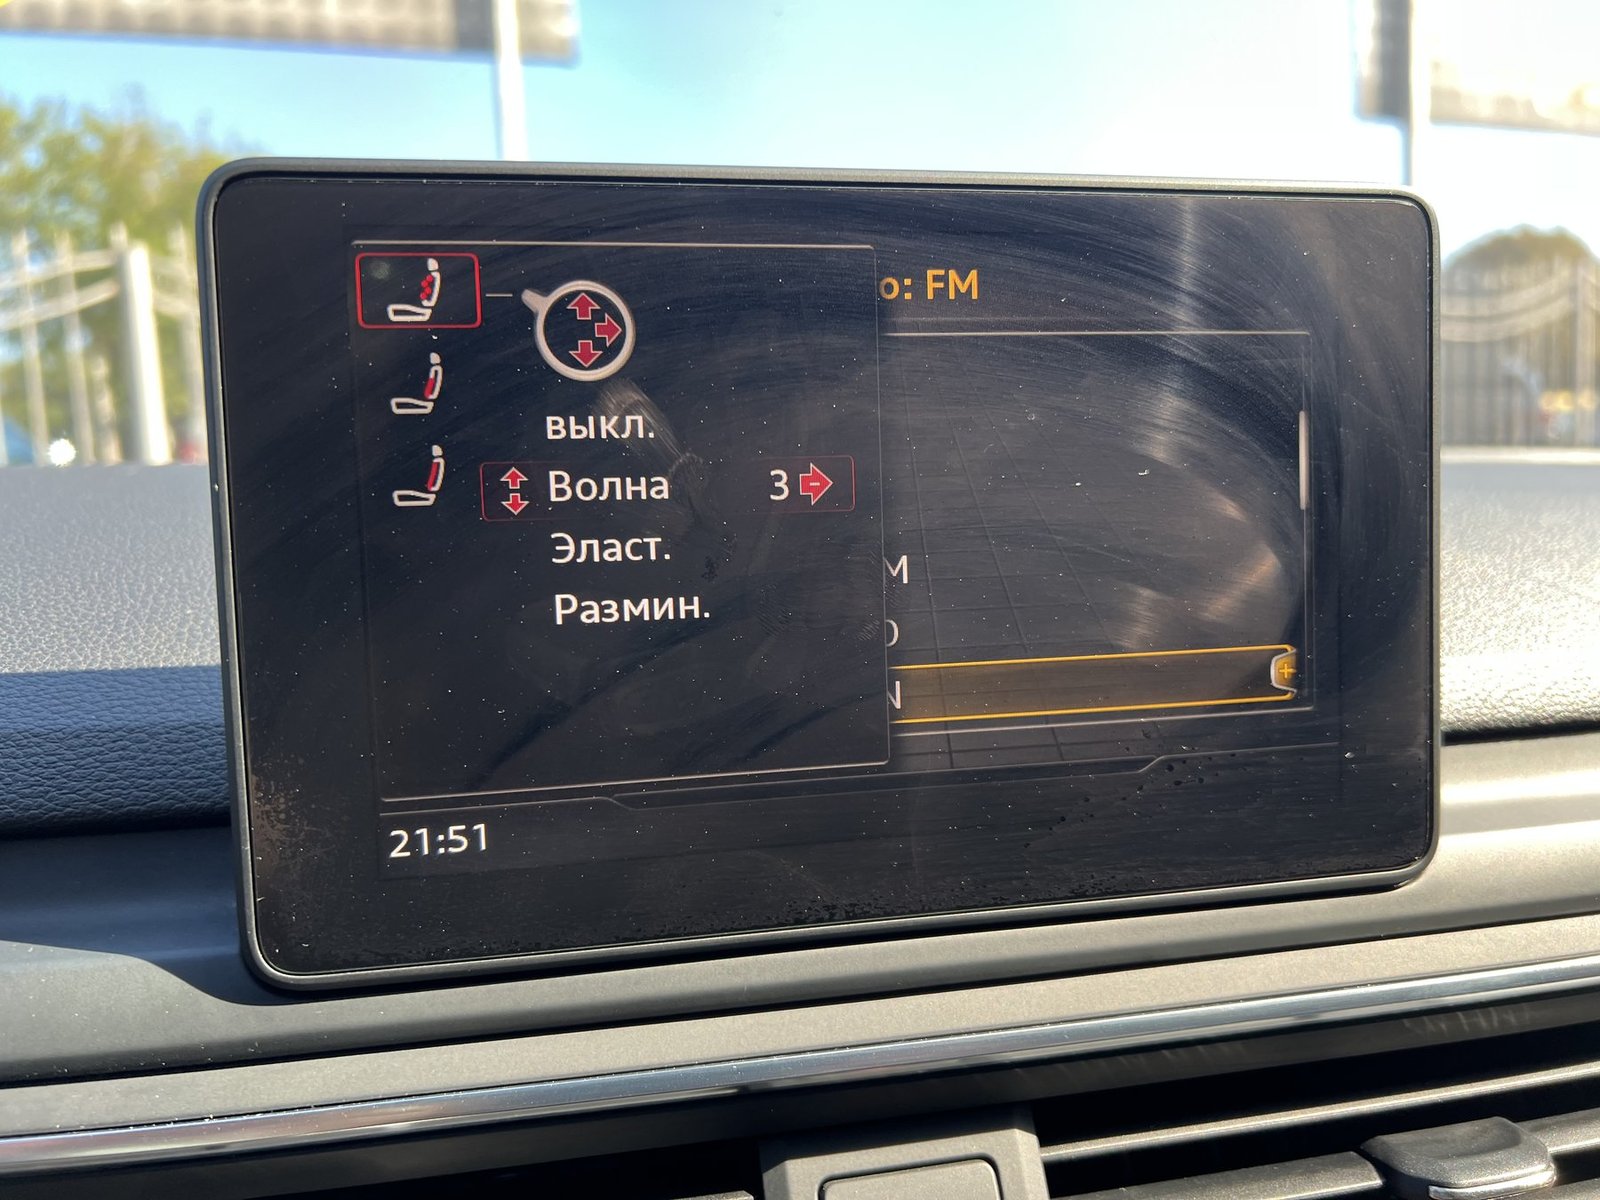 о: FM
выкл.
Волна 3
Эласт.
Размин.
M
N
21:51